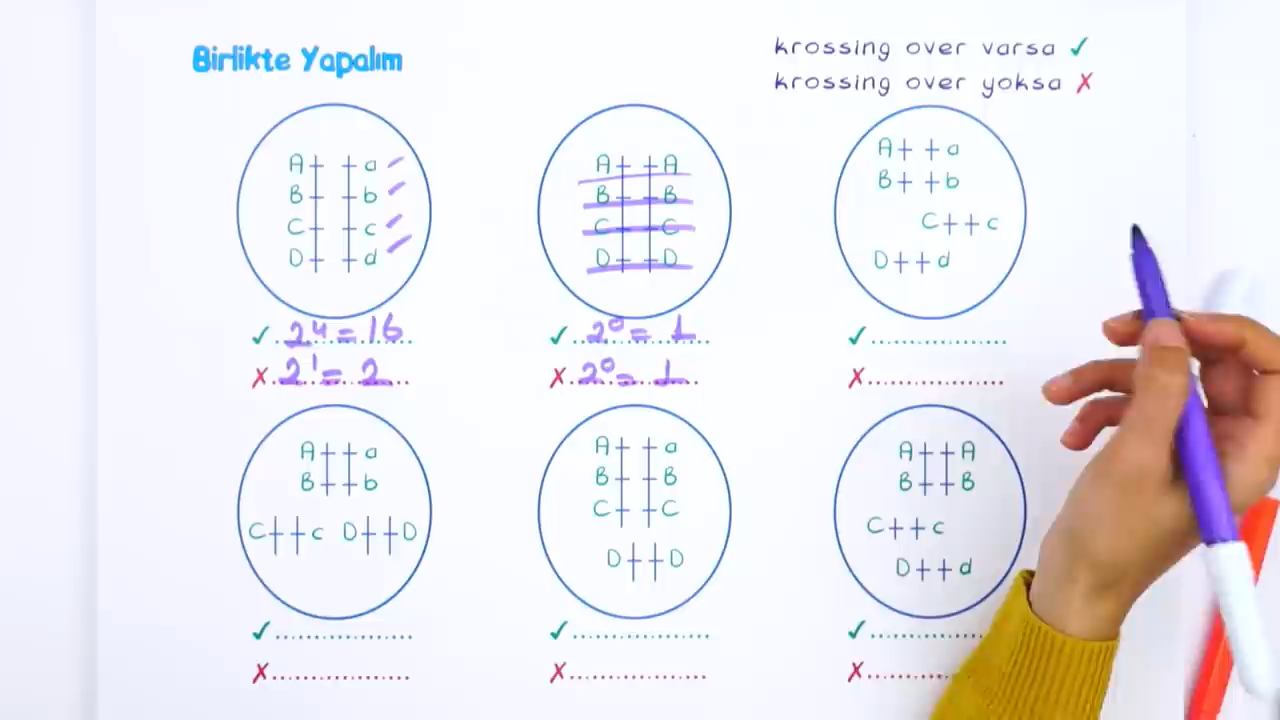 Birlikte Yapalım
krossing over varsa ✓
krossing over yoksa ✗
A a
B b
C c
D d
✓ 2⁴ = 16
✗ 2¹ = 2
A A
B B
C C
D D
✓ 2⁰ = 1
✗ 2⁰ = 1
A a
B b
C c
D d
✓
✗
A a
B b
C c D D
✓
✗
A a
B B
C C
D D
✓
✗
A A
B B
C c
D d
✓
✗